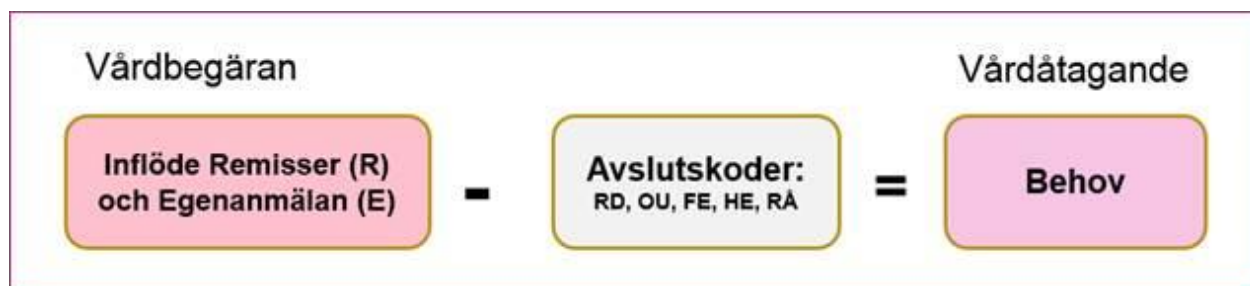 Vårdbegäran
Vårdåtagande
Inflöde Remisser (R)
och Egenanmälan (E)
-
Avslutskoder:
RD, OU, FE, HE, RÅ
=
Behov